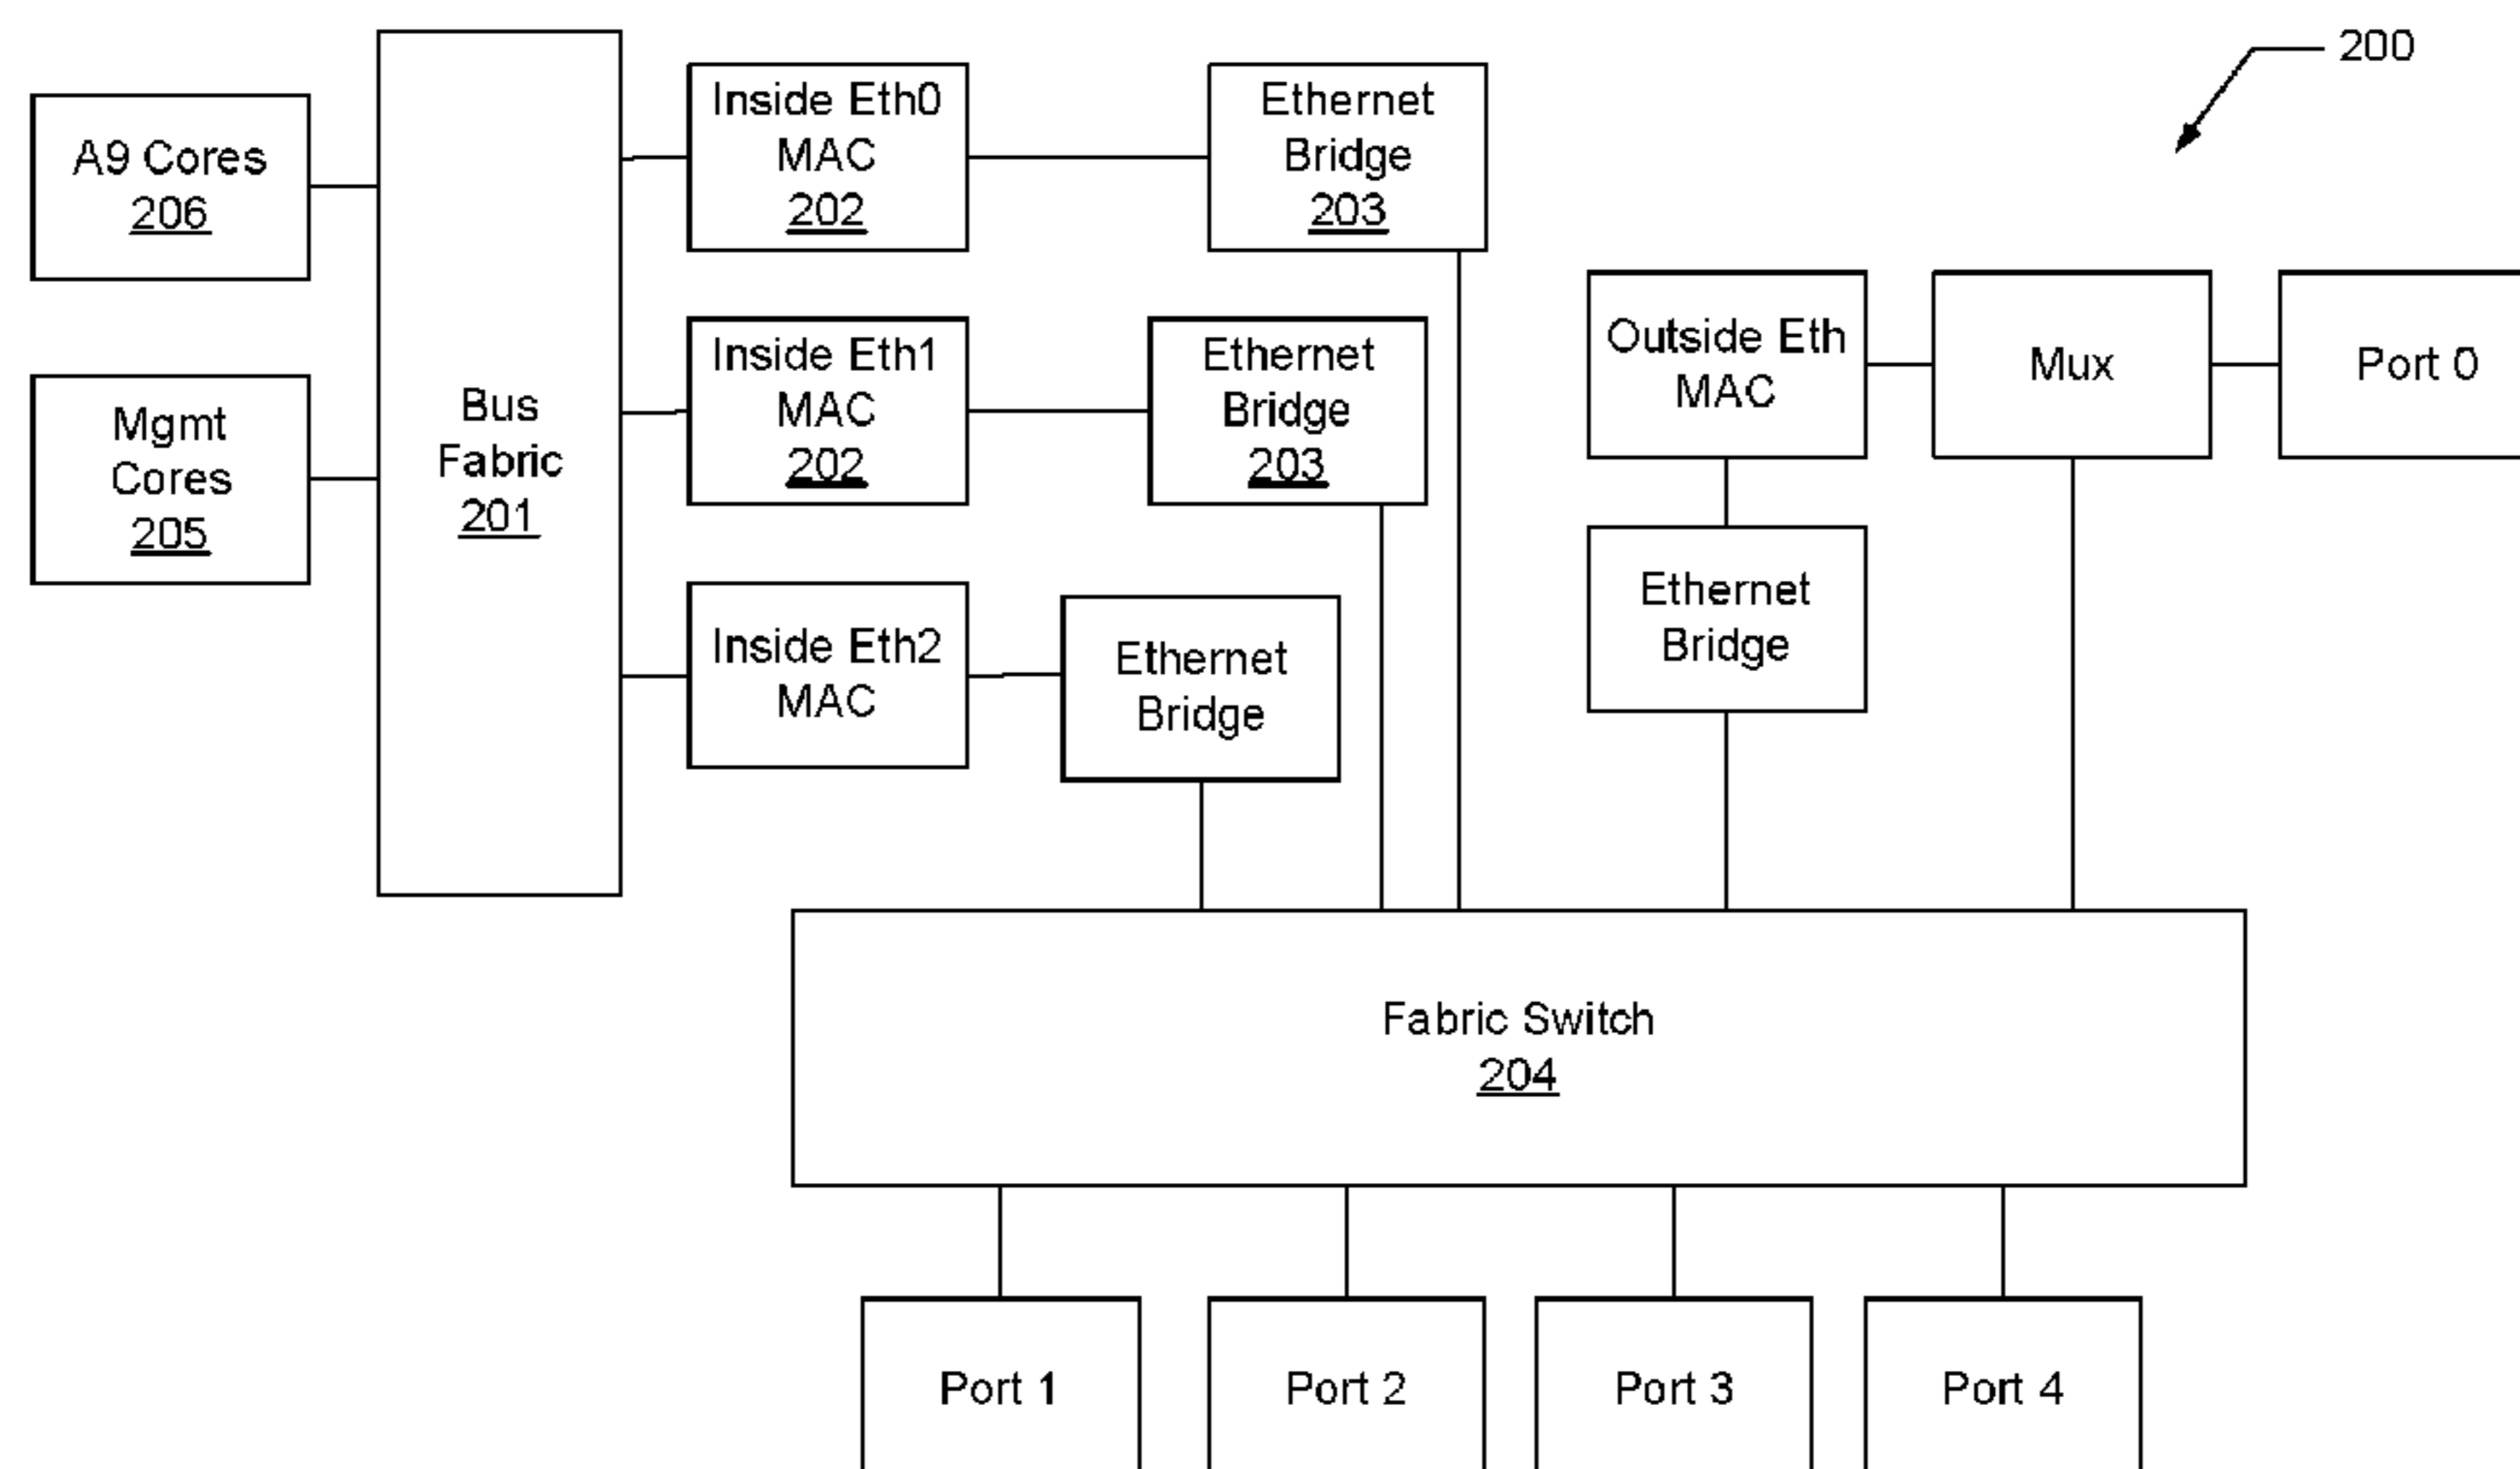 200
A9 Cores
206
Mgmt
Cores
205
Bus
Fabric
201
Inside Eth0
MAC
202
Ethernet
Bridge
203
Inside Eth1
MAC
202
Ethernet
Bridge
203
Inside Eth2
MAC
Ethernet
Bridge
Outside Eth
MAC
Mux
Port 0
Ethernet
Bridge
Fabric Switch
204
Port 1
Port 2
Port 3
Port 4